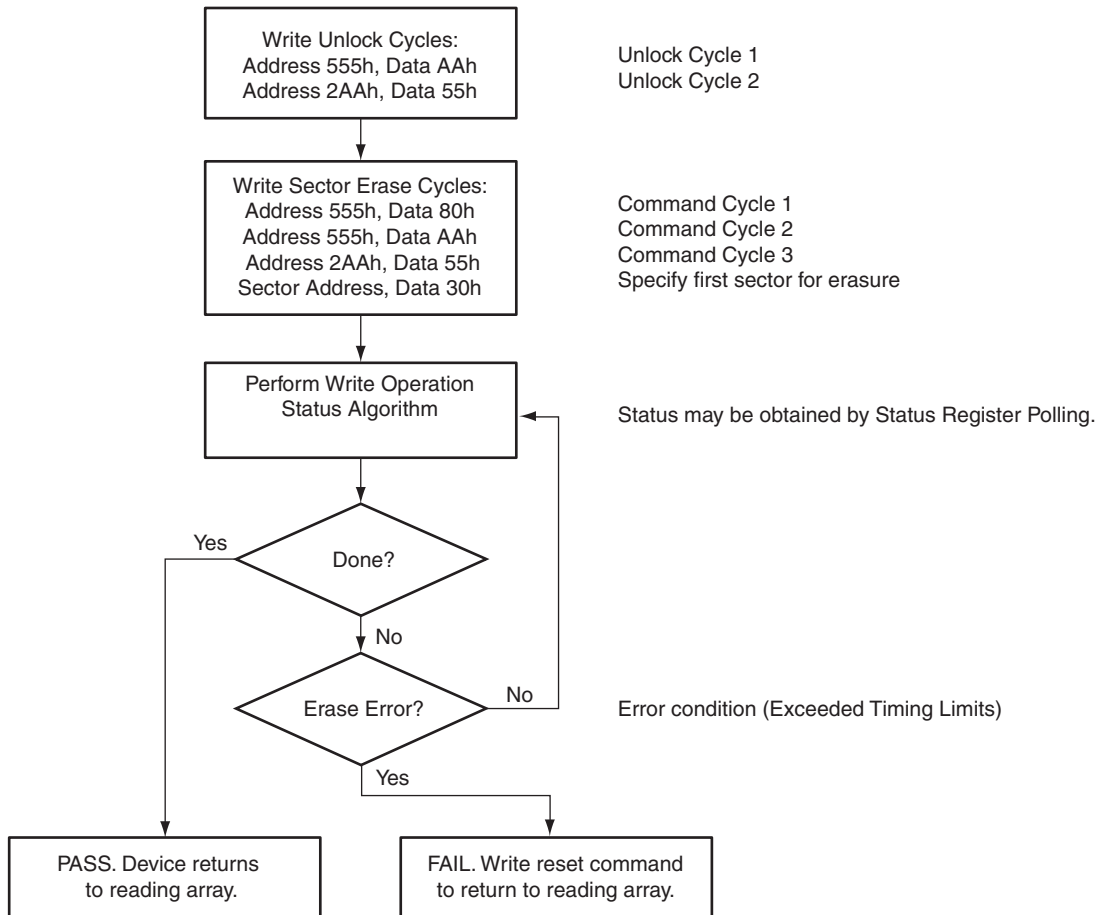 Write Unlock Cycles:
Address 555h, Data AAh
Address 2AAh, Data 55h
Unlock Cycle 1
Unlock Cycle 2
Write Sector Erase Cycles:
Address 555h, Data 80h
Address 555h, Data AAh
Address 2AAh, Data 55h
Sector Address, Data 30h
Command Cycle 1
Command Cycle 2
Command Cycle 3
Specify first sector for erasure
Perform Write Operation
Status Algorithm
Status may be obtained by Status Register Polling.
Yes
Done?
No
Erase Error?
No
Error condition (Exceeded Timing Limits)
Yes
PASS. Device returns
to reading array.
FAIL. Write reset command
to return to reading array.